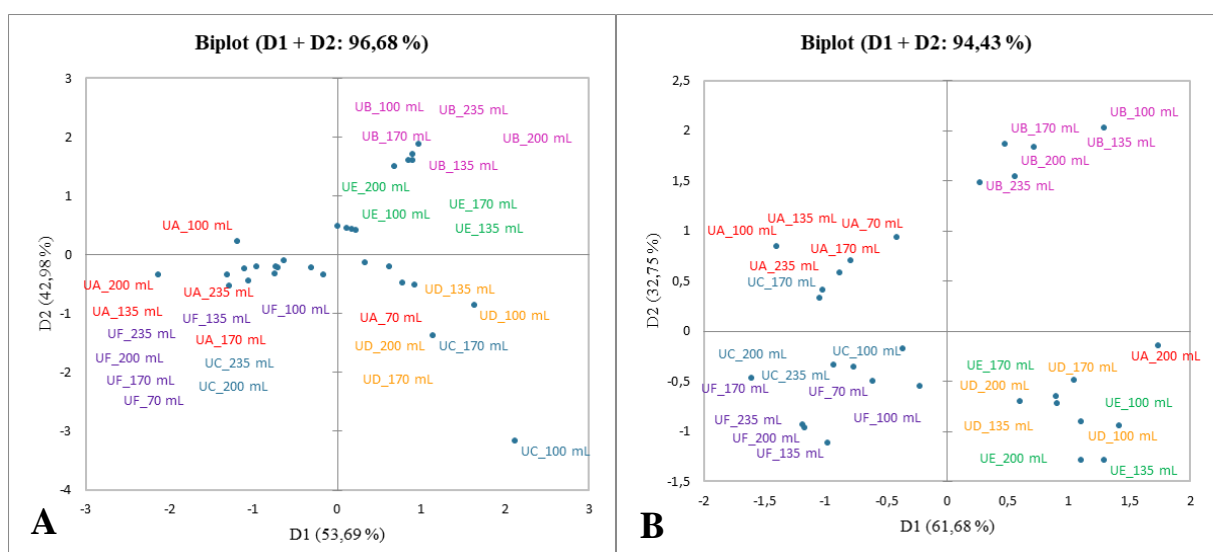 Biplot (D1 + D2: 96,68 %)
3
UB_100 mL
UB_235 mL
2
UB_170 mL
UB_200 mL
UB_135 mL
UE_200 mL
1
UE_170 mL
UE_100 mL
UE_135 mL
UA_100 mL
0
UA_200 mL
UA_235 mL
UD_135 mL
UA_135 mL
UF_135 mL
UF_100 mL
UA_70 mL
UD_100 mL
-1
UF_235 mL
UA_170 mL
UD_200 mL
UC_170 mL
UF_200 mL
UC_235 mL
-2
UF_170 mL
UC_200 mL
UD_170 mL
UF_70 mL
-3
UC_100 mL
-4
-3
-2
-1
0
1
2
3
D2 (42,98 %)
D1 (53,69 %)
A
Biplot (D1 + D2: 94,43 %)
2,5
UB_100 mL
2
UB_170 mL
UB_135 mL
UB_200 mL
1,5
UB_235 mL
UA_135 mL
UA_70 mL
1
UA_100 mL
UA_170 mL
UA_235 mL
0,5
UC_170 mL
0
UC_200 mL
UC_100 mL
UA_200 mL
UE_170 mL
UD_170 mL
UC_235 mL
-0,5
UF_170 mL
UF_70 mL
UD_200 mL
UE_100 mL
UF_235 mL
UF_100 mL
UD_135 mL
UD_100 mL
-1
UF_200 mL
UF_135 mL
UE_200 mL
UE_135 mL
-1,5
-2
-1,5
-1
-0,5
0
0,5
1
1,5
2
D2 (32,75 %)
D1 (61,68 %)
B